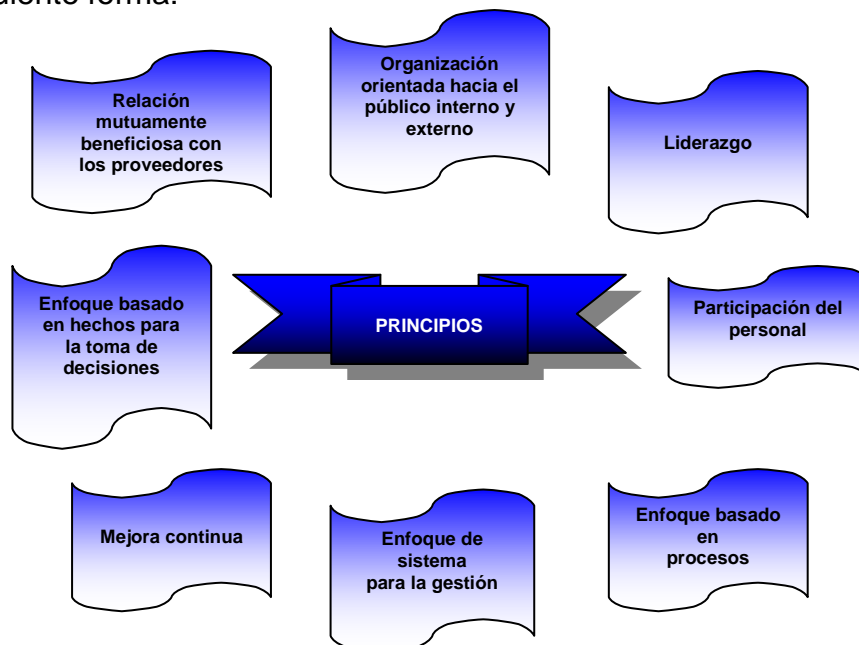 forma:
Organización
orientada hacia el
público interno y
externo
Relación
mutuamente
beneficiosa con
los proveedores
Liderazgo
Enfoque basado
en hechos para
la toma de
decisiones
PRINCIPIOS
Participación del
personal
Mejora continua
Enfoque de
sistema
para la gestión
Enfoque basado
en
procesos